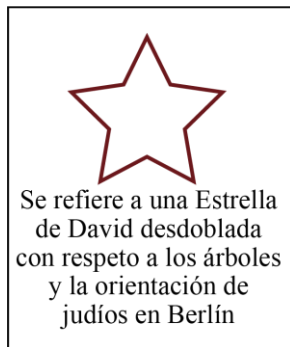 Se refiere a una Estrella
de David desdoblada
con respeto a los árboles
y la orientación de
judíos en Berlín